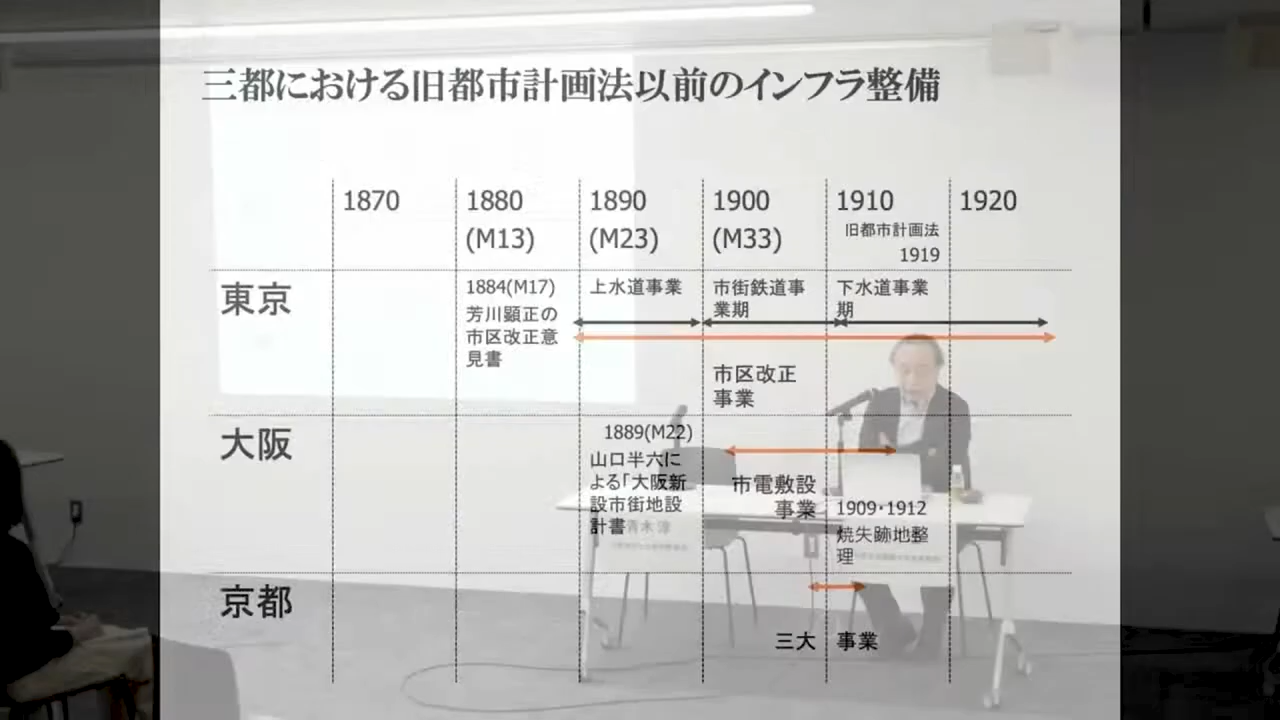 三都における旧都市計画法以前のインフラ整備
1870
1880
(M13)
1890
(M23)
1900
(M33)
1910
旧都市計画法
1919
1920
東京
1884(M17)
芳川顕正の
市区改正意
見書
上水道事業
市街鉄道事
業期
下水道事業
期
市区改正
事業
大阪
1889(M22)
山口半六に
よる「大阪新
設市街地設
計書
市電敷設
事業
1909・1912
焼失跡地整
理
青木淳
京都
三大 事業